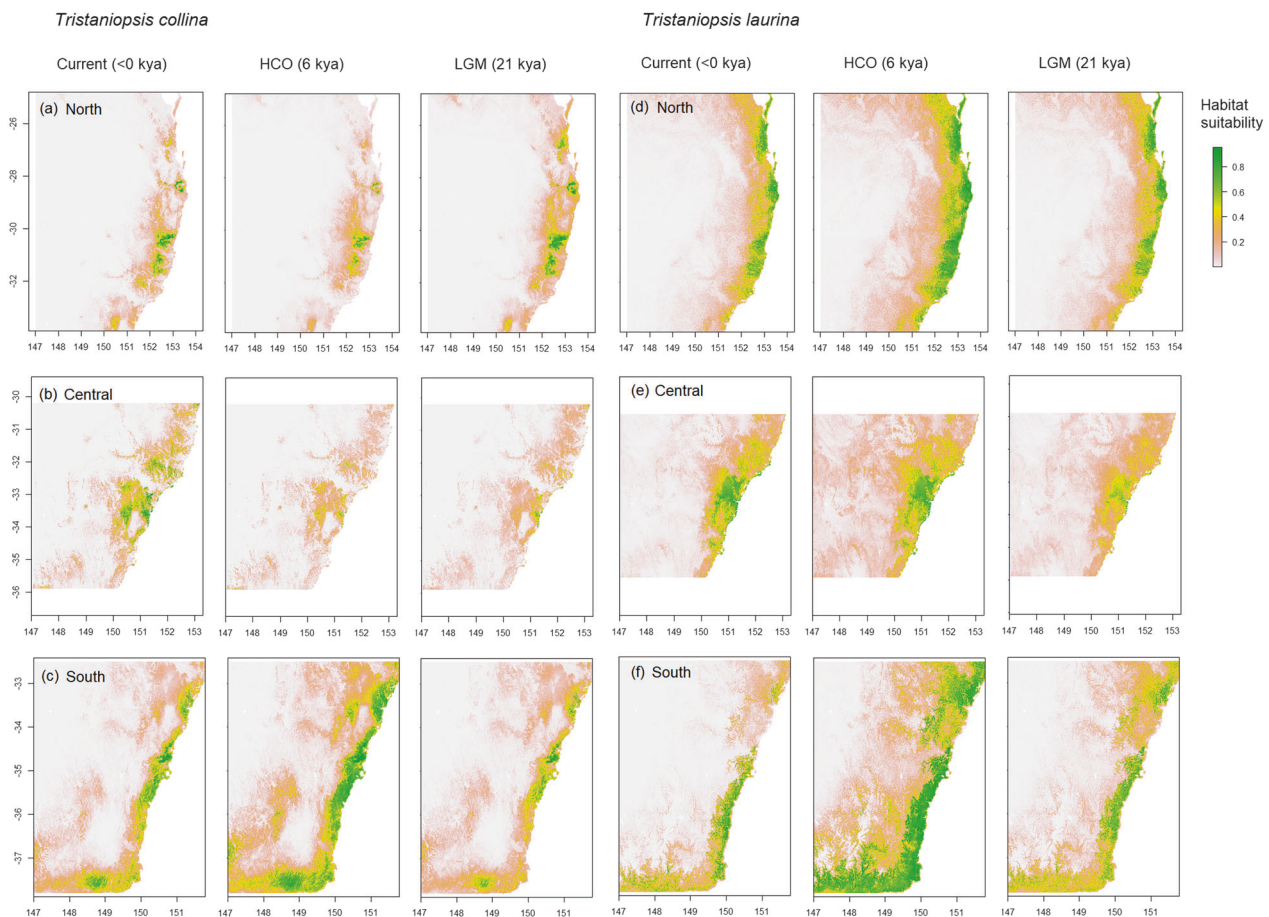 Tristaniopsis collina
Tristaniopsis laurina
Current (<0 kya)
HCO (6 kya)
LGM (21 kya)
Current (<0 kya)
HCO (6 kya)
LGM (21 kya)
Habitat
suitability
0.8
0.6
0.4
0.2
(a) North
(d) North
-26
-28
-30
-32
147 148 149 150 151 152 153 154
147 148 149 150 151 152 153 154
147 148 149 150 151 152 153 154
147 148 149 150 151 152 153 154
147 148 149 150 151 152 153 154
147 148 149 150 151 152 153 154
(b) Central
(e) Central
-30
-31
-32
-33
-34
-35
-36
147 148 149 150 151 152 153
147 148 149 150 151 152 153
147 148 149 150 151 152 153
147 148 149 150 151 152 153
147 148 149 150 151 152 153
147 148 149 150 151 152 153
(c) South
(f) South
-33
-34
-35
-36
-37
147 148 149 150 151
147 148 149 150 151
147 148 149 150 151
147 148 149 150 151
147 148 149 150 151
147 148 149 150 151